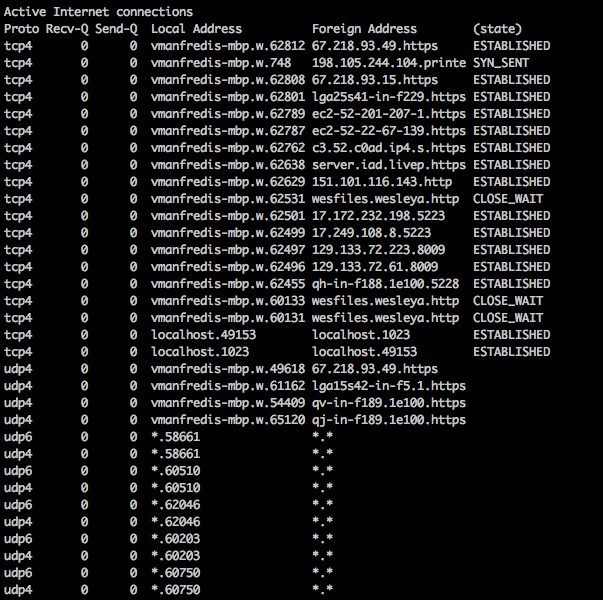 Active Internet connections
Proto Recv-Q Send-Q  Local Address          Foreign Address        (state)
tcp4       0      0  vmanfredis-mbp.w.62812 67.218.93.49.https     ESTABLISHED
tcp4       0      0  vmanfredis-mbp.w.748   198.105.244.104.printe SYN_SENT
tcp4       0      0  vmanfredis-mbp.w.62808 67.218.93.15.https     ESTABLISHED
tcp4       0      0  vmanfredis-mbp.w.62801 lga25s41-in-f229.https ESTABLISHED
tcp4       0      0  vmanfredis-mbp.w.62789 ec2-52-201-207-1.https ESTABLISHED
tcp4       0      0  vmanfredis-mbp.w.62787 ec2-52-22-67-139.https ESTABLISHED
tcp4       0      0  vmanfredis-mbp.w.62762 c3.52.c0ad.ip4.s.https ESTABLISHED
tcp4       0      0  vmanfredis-mbp.w.62638 server.iad.livep.https ESTABLISHED
tcp4       0      0  vmanfredis-mbp.w.62629 151.101.116.143.http   ESTABLISHED
tcp4       0      0  vmanfredis-mbp.w.62531 wesfiles.wesleya.http  CLOSE_WAIT
tcp4       0      0  vmanfredis-mbp.w.62501 17.172.232.198.5223    ESTABLISHED
tcp4       0      0  vmanfredis-mbp.w.62499 17.249.108.8.5223      ESTABLISHED
tcp4       0      0  vmanfredis-mbp.w.62497 129.133.72.223.8009    ESTABLISHED
tcp4       0      0  vmanfredis-mbp.w.62496 129.133.72.61.8009     ESTABLISHED
tcp4       0      0  vmanfredis-mbp.w.62455 qh-in-f188.1e100.5228  ESTABLISHED
tcp4       0      0  vmanfredis-mbp.w.60133 wesfiles.wesleya.http  CLOSE_WAIT
tcp4       0      0  vmanfredis-mbp.w.60131 wesfiles.wesleya.http  CLOSE_WAIT
tcp4       0      0  localhost.49153        localhost.1023         ESTABLISHED
tcp4       0      0  localhost.1023         localhost.49153        ESTABLISHED
udp4       0      0  vmanfredis-mbp.w.49618 67.218.93.49.https
udp4       0      0  vmanfredis-mbp.w.61162 lga15s42-in-f5.1.https
udp4       0      0  vmanfredis-mbp.w.54409 qv-in-f189.1e100.https
udp4       0      0  vmanfredis-mbp.w.65120 qj-in-f189.1e100.https
udp6       0      0  *.58661                *.*
udp4       0      0  *.58661                *.*
udp6       0      0  *.60510                *.*
udp4       0      0  *.60510                *.*
udp6       0      0  *.62046                *.*
udp4       0      0  *.62046                *.*
udp6       0      0  *.60203                *.*
udp4       0      0  *.60203                *.*
udp6       0      0  *.60750                *.*
udp4       0      0  *.60750                *.*